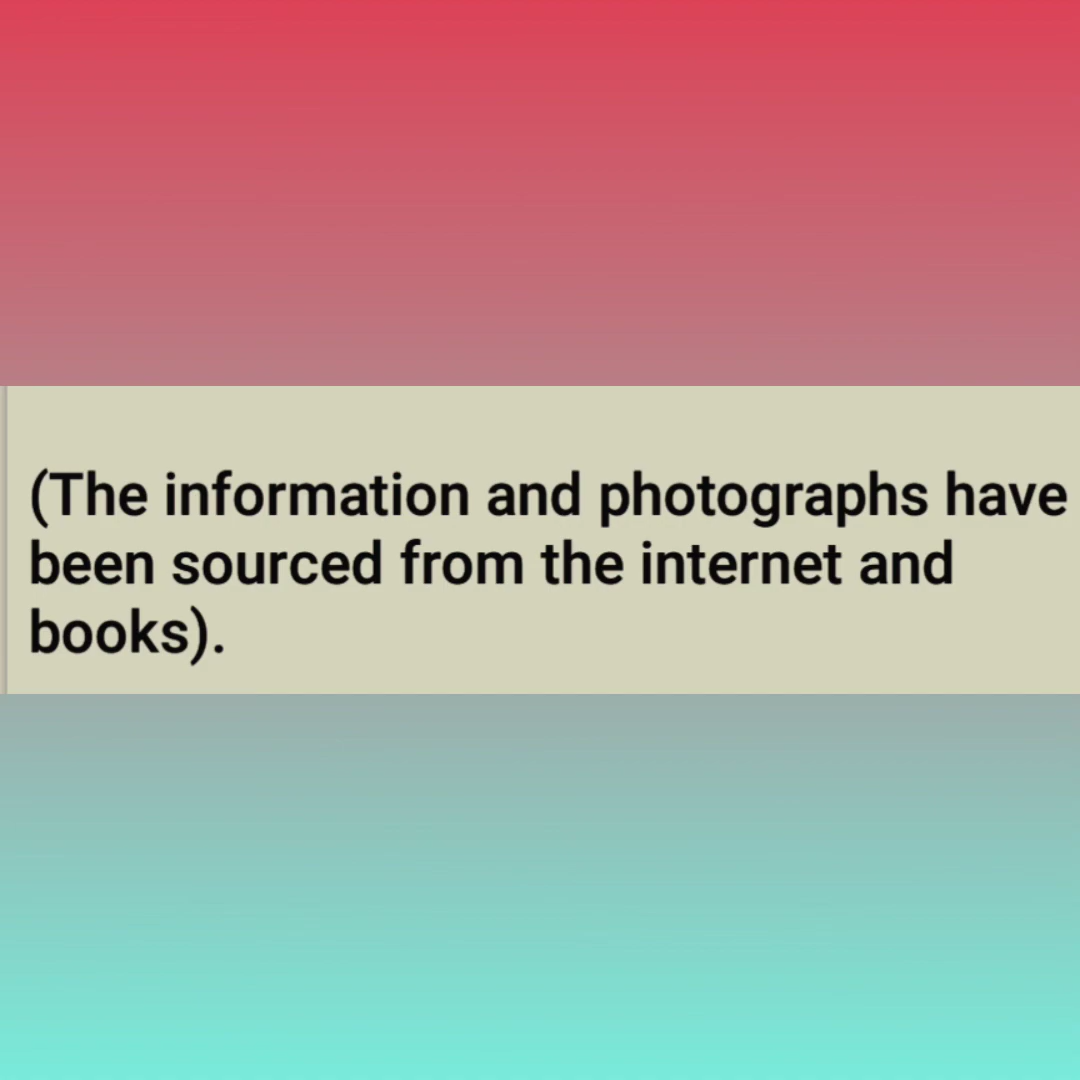 (The information and photographs have
been sourced from the internet and
books).